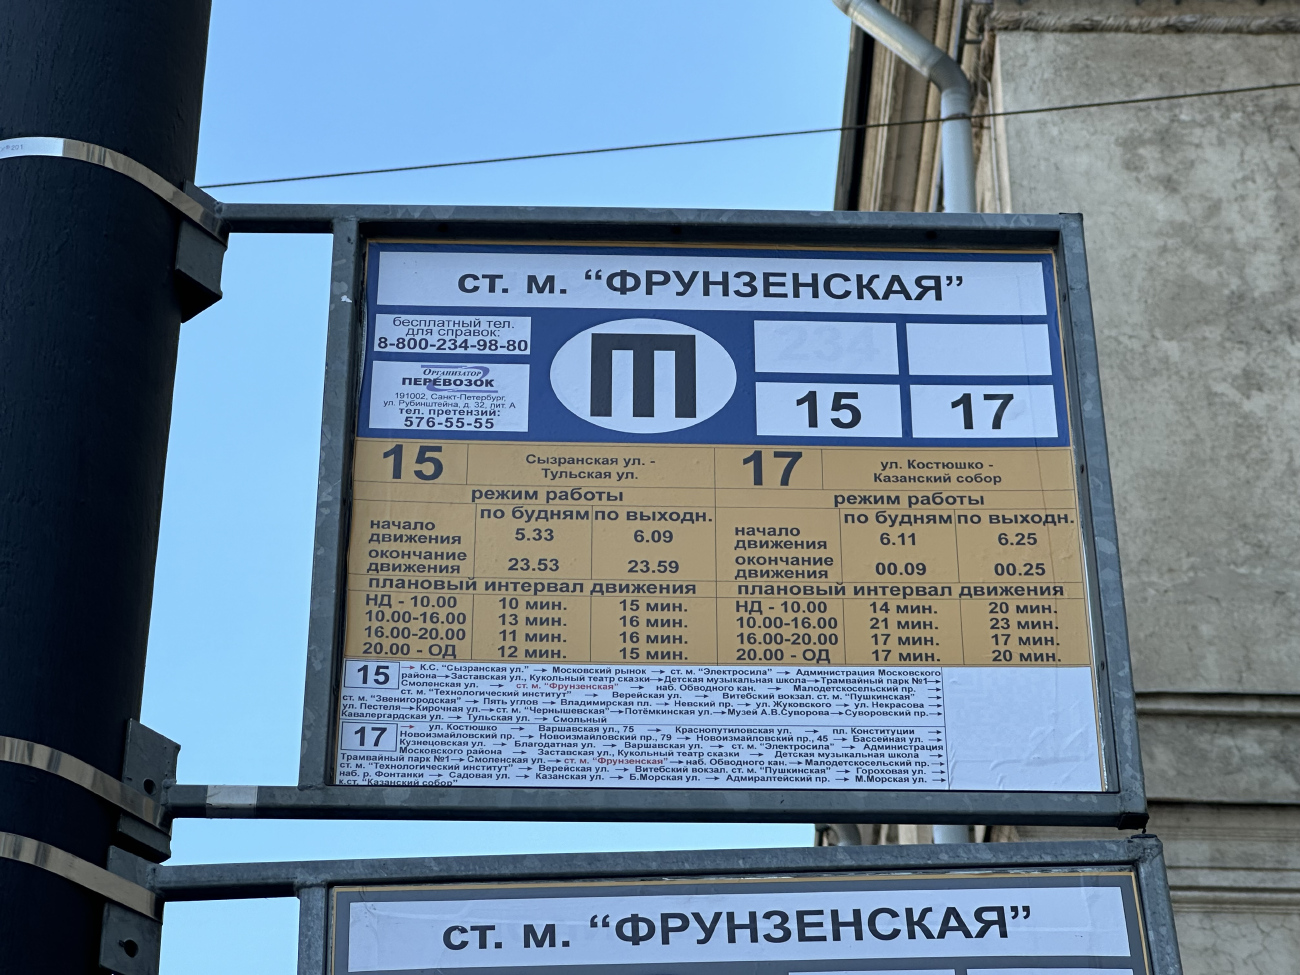 ст. м. “ФРУНЗЕНСКАЯ”
бесплатный тел.
для справок:
8-800-234-98-80
ОРГАНИЗАТОР
ПЕРЕВОЗОК
191002, Санкт-Петербург,
ул. Рубинштейна, д. 32, лит. А
тел. претензий:
576-55-55
Ш
15 17
15 Сызранская ул. -
Тульская ул.
17 ул. Костюшко -
Казанский собор
режим работы режим работы
по будням по выходн. по будням по выходн.
начало движения 5.33 6.09 начало движения 6.11 6.25
окончание движения 23.53 23.59 окончание движения 00.09 00.25
плановый интервал движения плановый интервал движения
НД - 10.00 10 мин. 15 мин. НД - 10.00 14 мин. 20 мин.
10.00-16.00 13 мин. 16 мин. 10.00-16.00 21 мин. 23 мин.
16.00-20.00 11 мин. 16 мин. 16.00-20.00 17 мин. 17 мин.
20.00 - ОД 12 мин. 15 мин. 20.00 - ОД 17 мин. 20 мин.
15 → К.С. “Сызранская ул.” → Московский рынок → ст. м. “Электросила” → Администрация Московского
района→Заставская ул., Кукольный театр сказки→Детская музыкальная школа→Трамвайный парк №1→
Смоленская ул.→ ст. м. “Фрунзенская”→ наб. Обводного кан. → Малодетскосельский пр. →
ст. м. “Технологический институт” → Верейская ул. → Витебский вокзал. ст. м. “Пушкинская” →
ст. м. “Звенигородская” → Пять углов → Владимирская пл. → Невский пр. → ул. Жуковского → ул. Некрасова →
ул. Пестеля→Кирочная ул.→ст. м. “Чернышевская”→Потёмкинская ул.→Музей А.В.Суворова→Суворовский пр.→
Кавалергардская ул. → Тульская ул. → Смольный
17 → ул. Костюшко → Варшавская ул., 75 → Краснопутиловская ул. → пл. Конституции →
Новоизмайловский пр. → Новоизмайловский пр., 79 → Новоизмайловский пр., 45 → Бассейная ул. →
Кузнецовская ул. → Благодатная ул. → Варшавская ул. → ст. м. “Электросила” → Администрация
Московского района → Заставская ул., Кукольный театр сказки → Детская музыкальная школа →
Трамвайный парк №1→ Смоленская ул.→ ст. м. “Фрунзенская”→наб. Обводного кан.→Малодетскосельский пр.→
ст. м. “Технологический институт” → Верейская ул. → Витебский вокзал. ст. м. “Пушкинская” → Гороховая ул. →
наб. р. Фонтанки → Садовая ул. → Казанская ул. → Б.Морская ул. → Адмиралтейский пр. → М.Морская ул. →
к.ст. “Казанский собор”
ст. м. “ФРУНЗЕНСКАЯ”